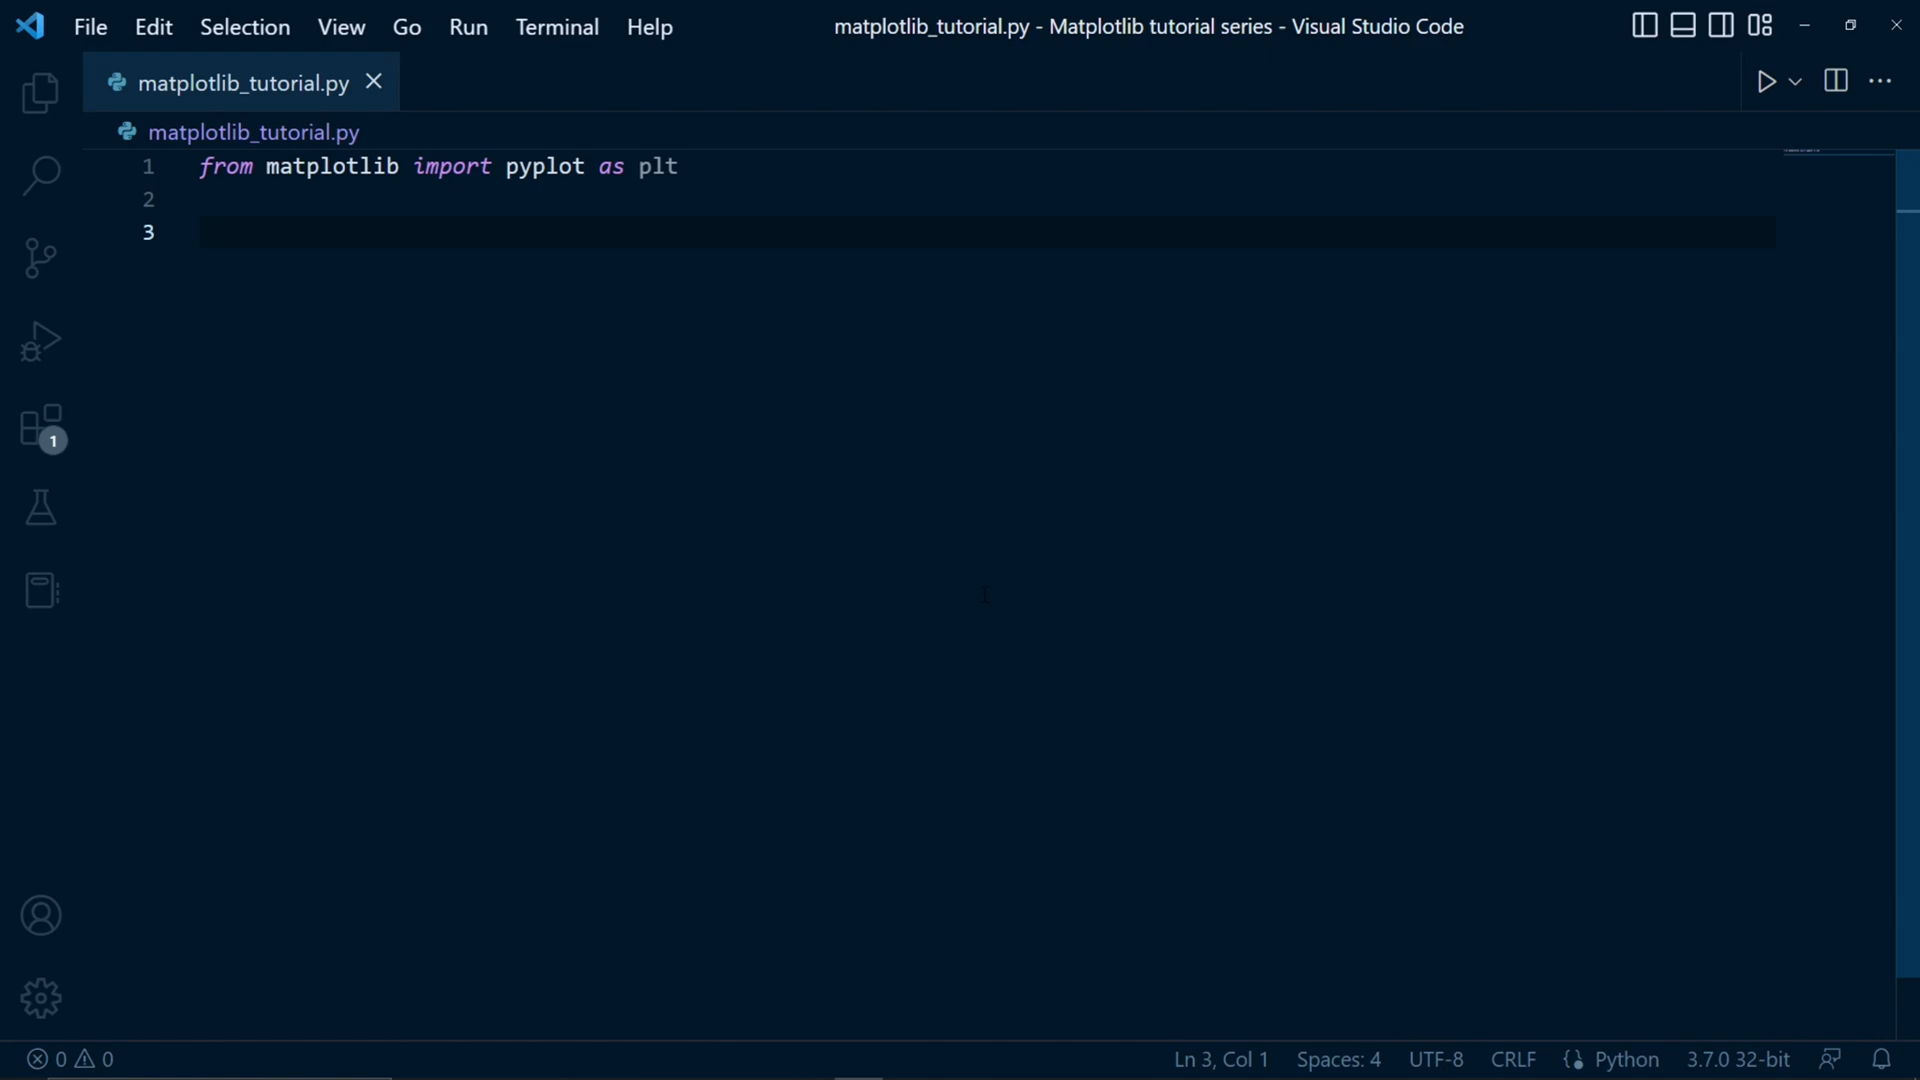 File Edit Selection View Go Run Terminal Help matplotlib_tutorial.py - Matplotlib tutorial series - Visual Studio Code
matplotlib_tutorial.py
matplotlib_tutorial.py
1 from matplotlib import pyplot as plt
2
3
1
0 0 Ln 3, Col 1 Spaces: 4 UTF-8 CRLF Python 3.7.0 32-bit